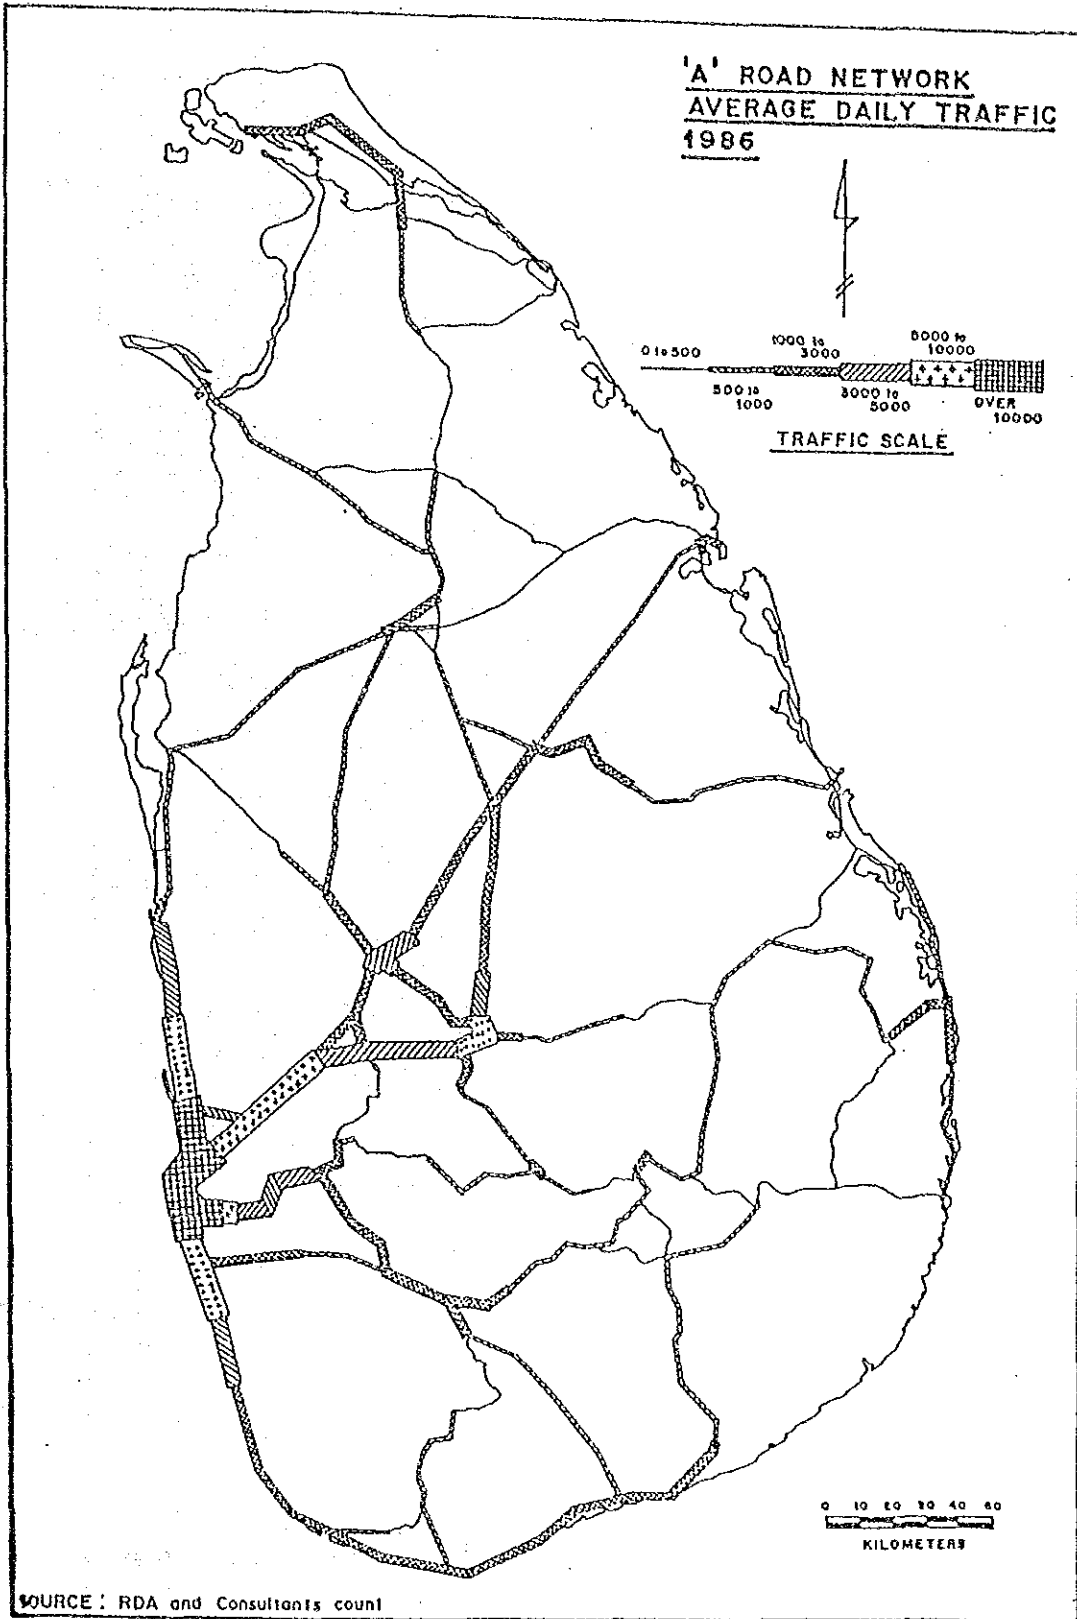 'A' ROAD NETWORK
AVERAGE DAILY TRAFFIC
1986
0 to 500
500 to
1000
1000 to
3000
3000 to
5000
5000 to
10000
OVER
10000
TRAFFIC SCALE
0 10 20 30 40 50
KILOMETERS
SOURCE: RDA and Consultants count